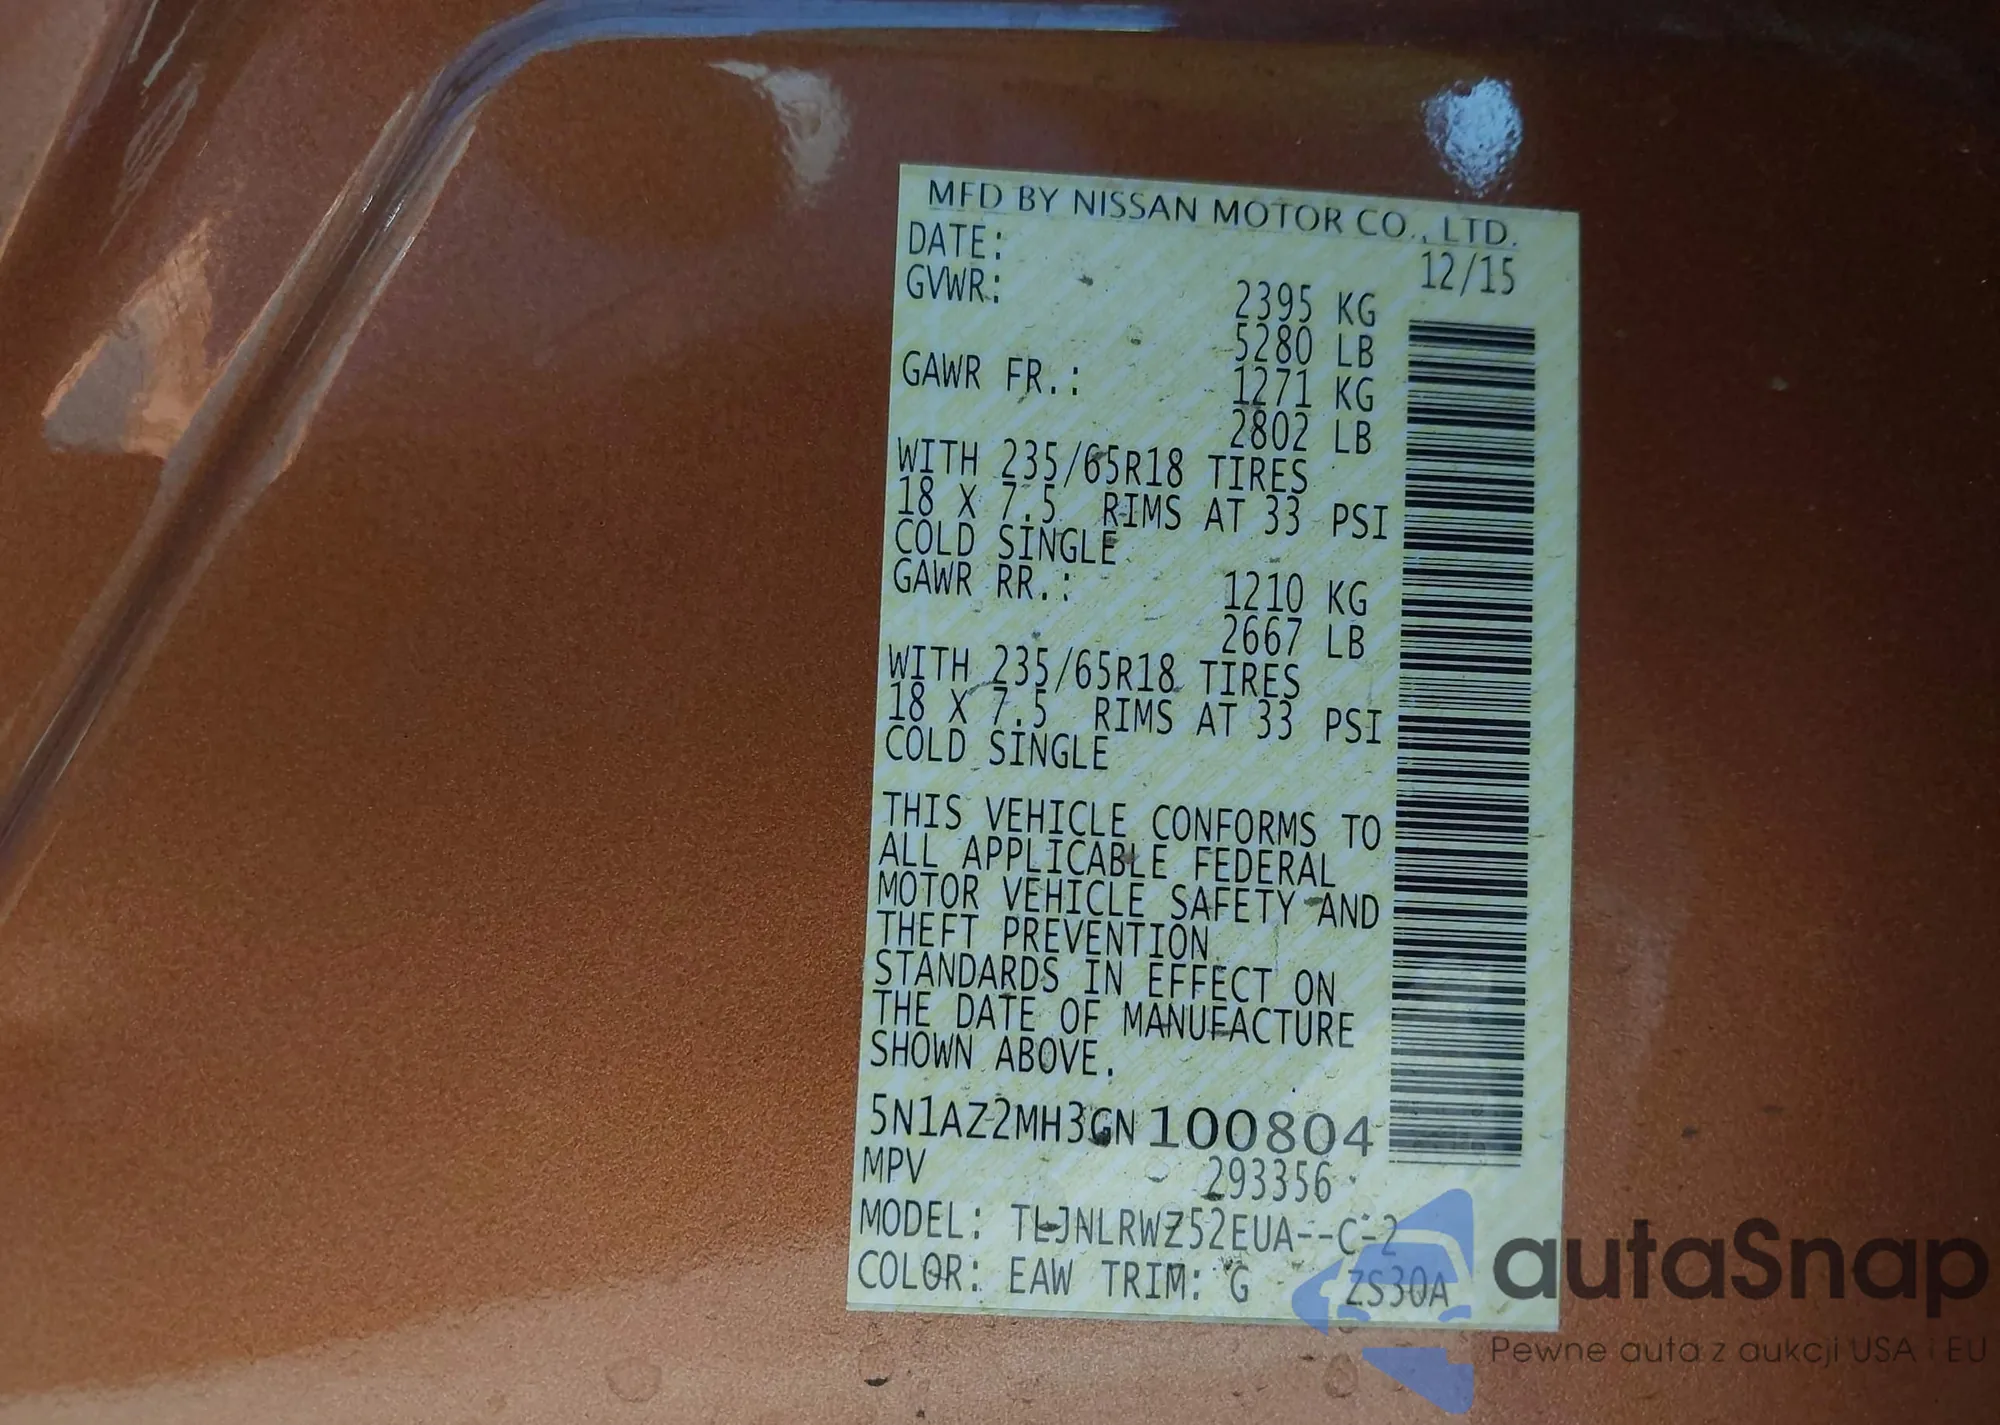 MFD BY NISSAN MOTOR CO., LTD.
DATE: 12/15
GVWR: 2395 KG
5280 LB
GAWR FR.: 1271 KG
2802 LB
WITH 235/65R18 TIRES
18 X 7.5 RIMS AT 33 PSI
COLD SINGLE
GAWR RR.: 1210 KG
2667 LB
WITH 235/65R18 TIRES
18 X 7.5 RIMS AT 33 PSI
COLD SINGLE
THIS VEHICLE CONFORMS TO
ALL APPLICABLE FEDERAL
MOTOR VEHICLE SAFETY AND
THEFT PREVENTION
STANDARDS IN EFFECT ON
THE DATE OF MANUFACTURE
SHOWN ABOVE.
5N1AZ2MH3GN100804
MPV 293356
MODEL: TLJNLRWZ52EUA--C-2
COLOR: EAW TRIM: G ZS30A
autaSnap
Pewne auta z aukcji USA i EU